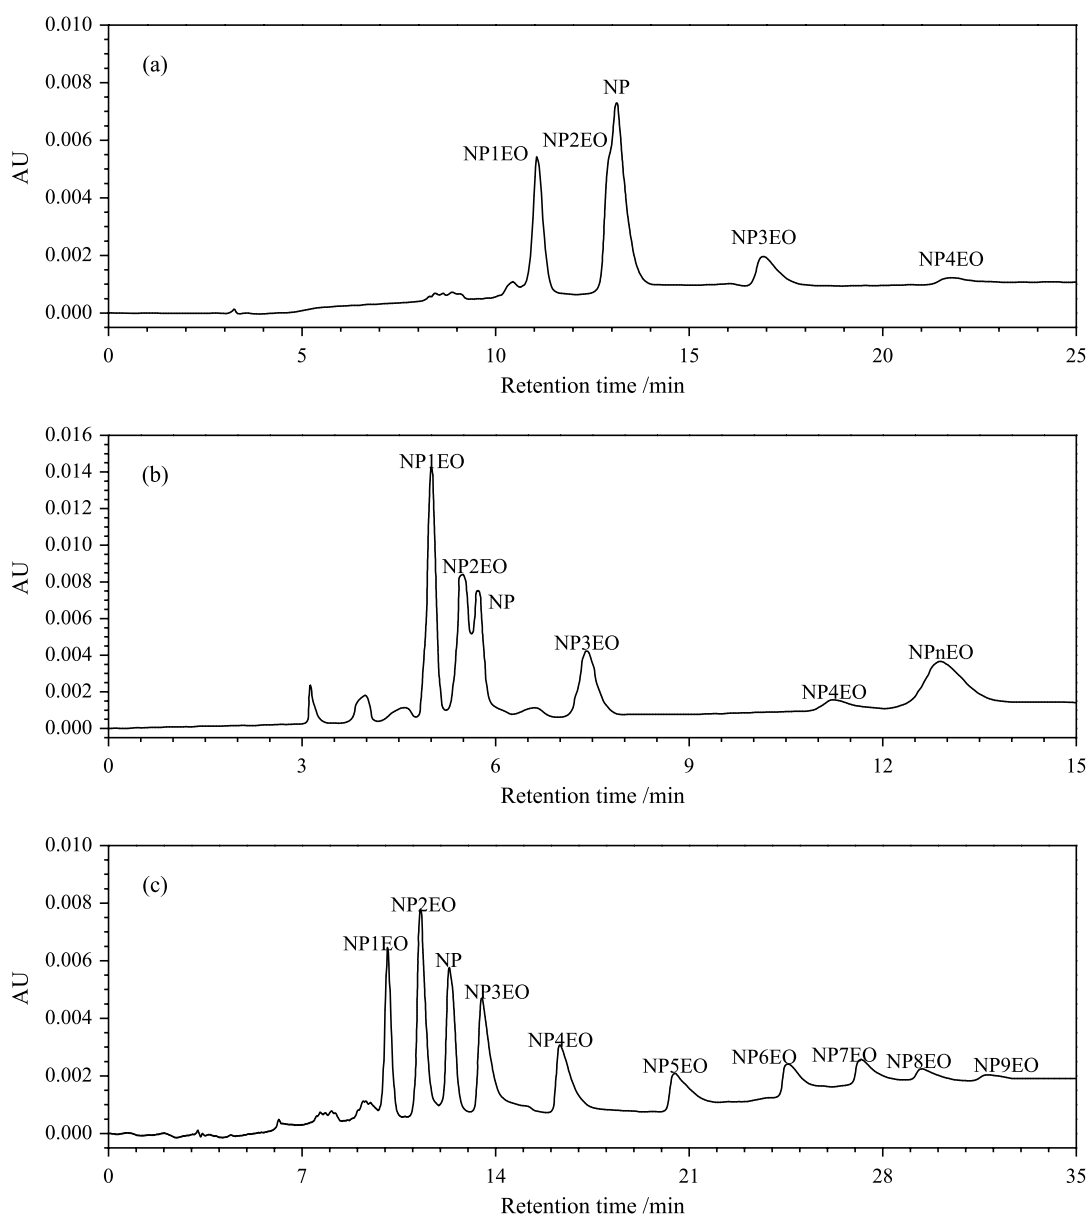 0.010
(a)
NP
0.008
NP2EO
0.006
NP1EO
AU
0.004
NP3EO
0.002
NP4EO
0.000
0 5 10 15 20 25
Retention time /min
0.016
NP1EO
(b)
0.014
0.012
0.010
NP2EO
AU
0.008
NP
0.006
NP3EO
NPnEO
0.004
NP4EO
0.002
0.000
0 3 6 9 12 15
Retention time /min
0.010
(c)
NP2EO
0.008
NP1EO
NP
0.006
NP3EO
AU
0.004
NP4EO
NP5EO NP6EO NP7EO NP8EO NP9EO
0.002
0.000
0 7 14 21 28 35
Retention time /min